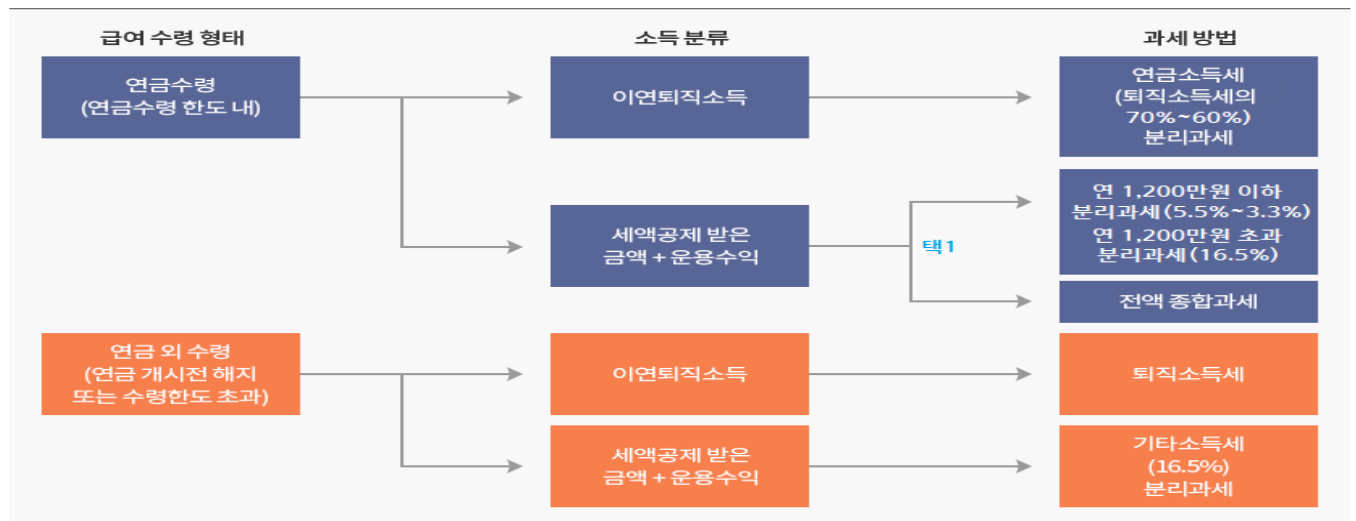 급여 수령 형태
소득 분류
과세 방법
연금수령
(연금수령 한도 내)
이연퇴직소득
연금소득세
(퇴직소득세의
70%~60%)
분리과세
세액공제 받은
금액 + 운용수익
택1
연 1,200만원 이하
분리과세(5.5%~3.3%)
연 1,200만원 초과
분리과세(16.5%)
전액 종합과세
연금 외 수령
(연금 개시전 해지
또는 수령한도 초과)
이연퇴직소득
퇴직소득세
세액공제 받은
금액 + 운용수익
기타소득세
(16.5%)
분리과세